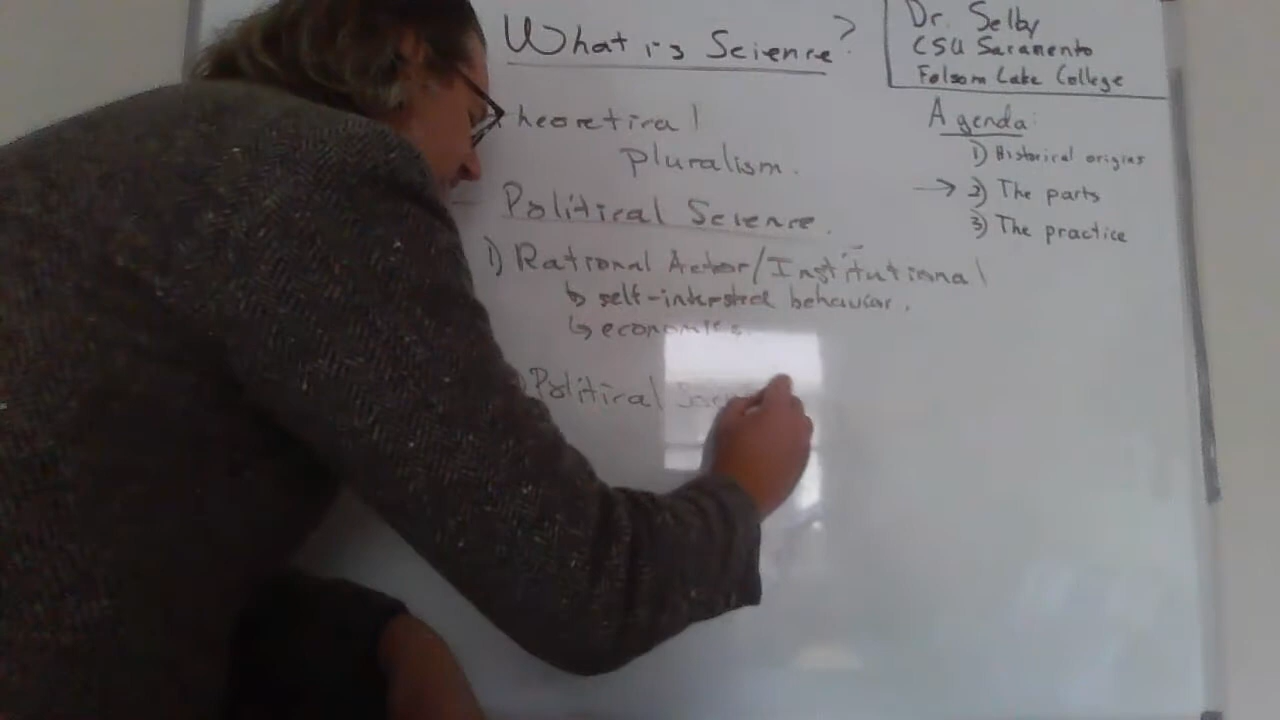 What is Science?
Dr. Selby
CSU Saramento
Folsom Lake College
heoretical
pluralism.
Agenda:
1) Historical origins
→ 2) The parts
3) The practice
Political Science.
1) Rational Actor/Institutional
↳ self-interested behavior.
↳ economics.
Political